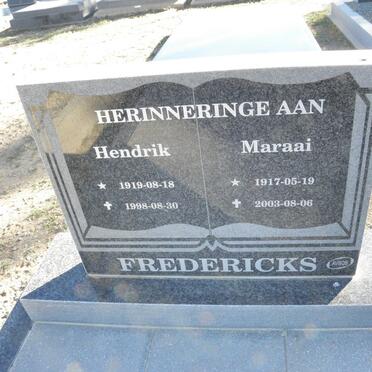 HERINNERINGE AAN
Hendrik
★ 1919-08-18
✝ 1998-08-30
Maraai
★ 1917-05-19
✝ 2003-08-06
FREDERICKS